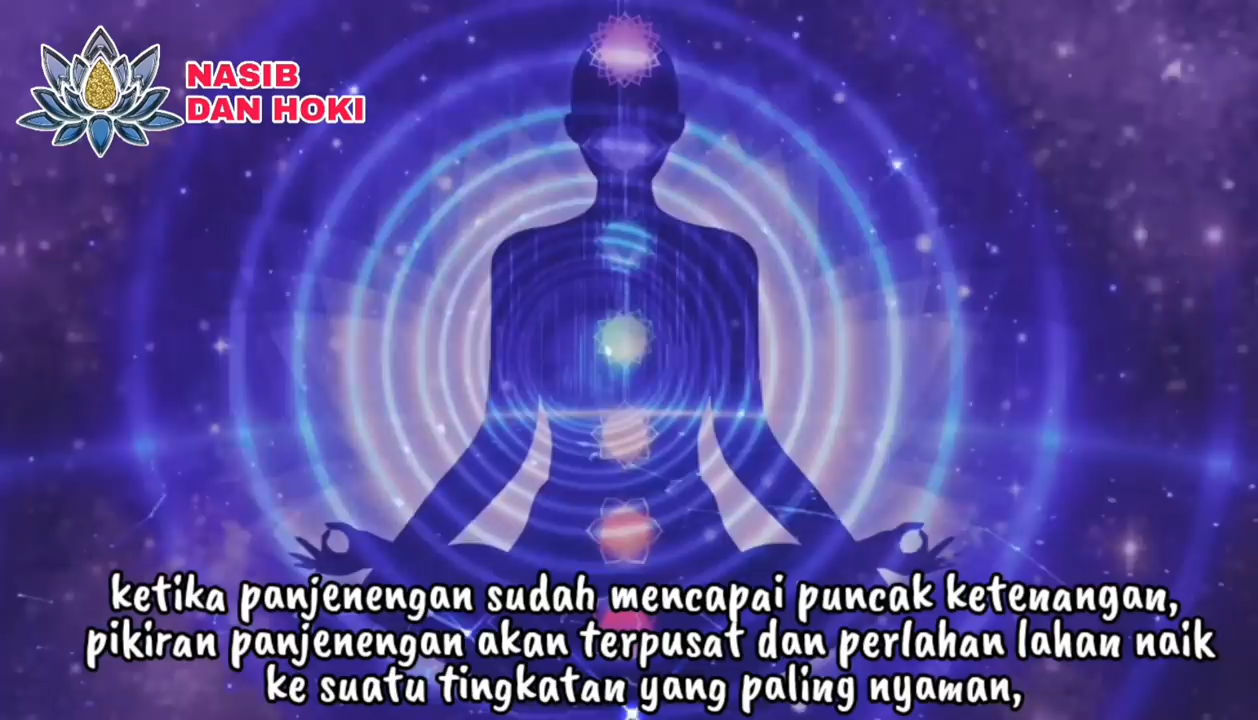 NASIB
DAN HOKI
ketika panjenengan sudah mencapai puncak ketenangan,
pikiran panjenengan akan terpusat dan perlahan lahan naik
ke suatu tingkatan yang paling nyaman,